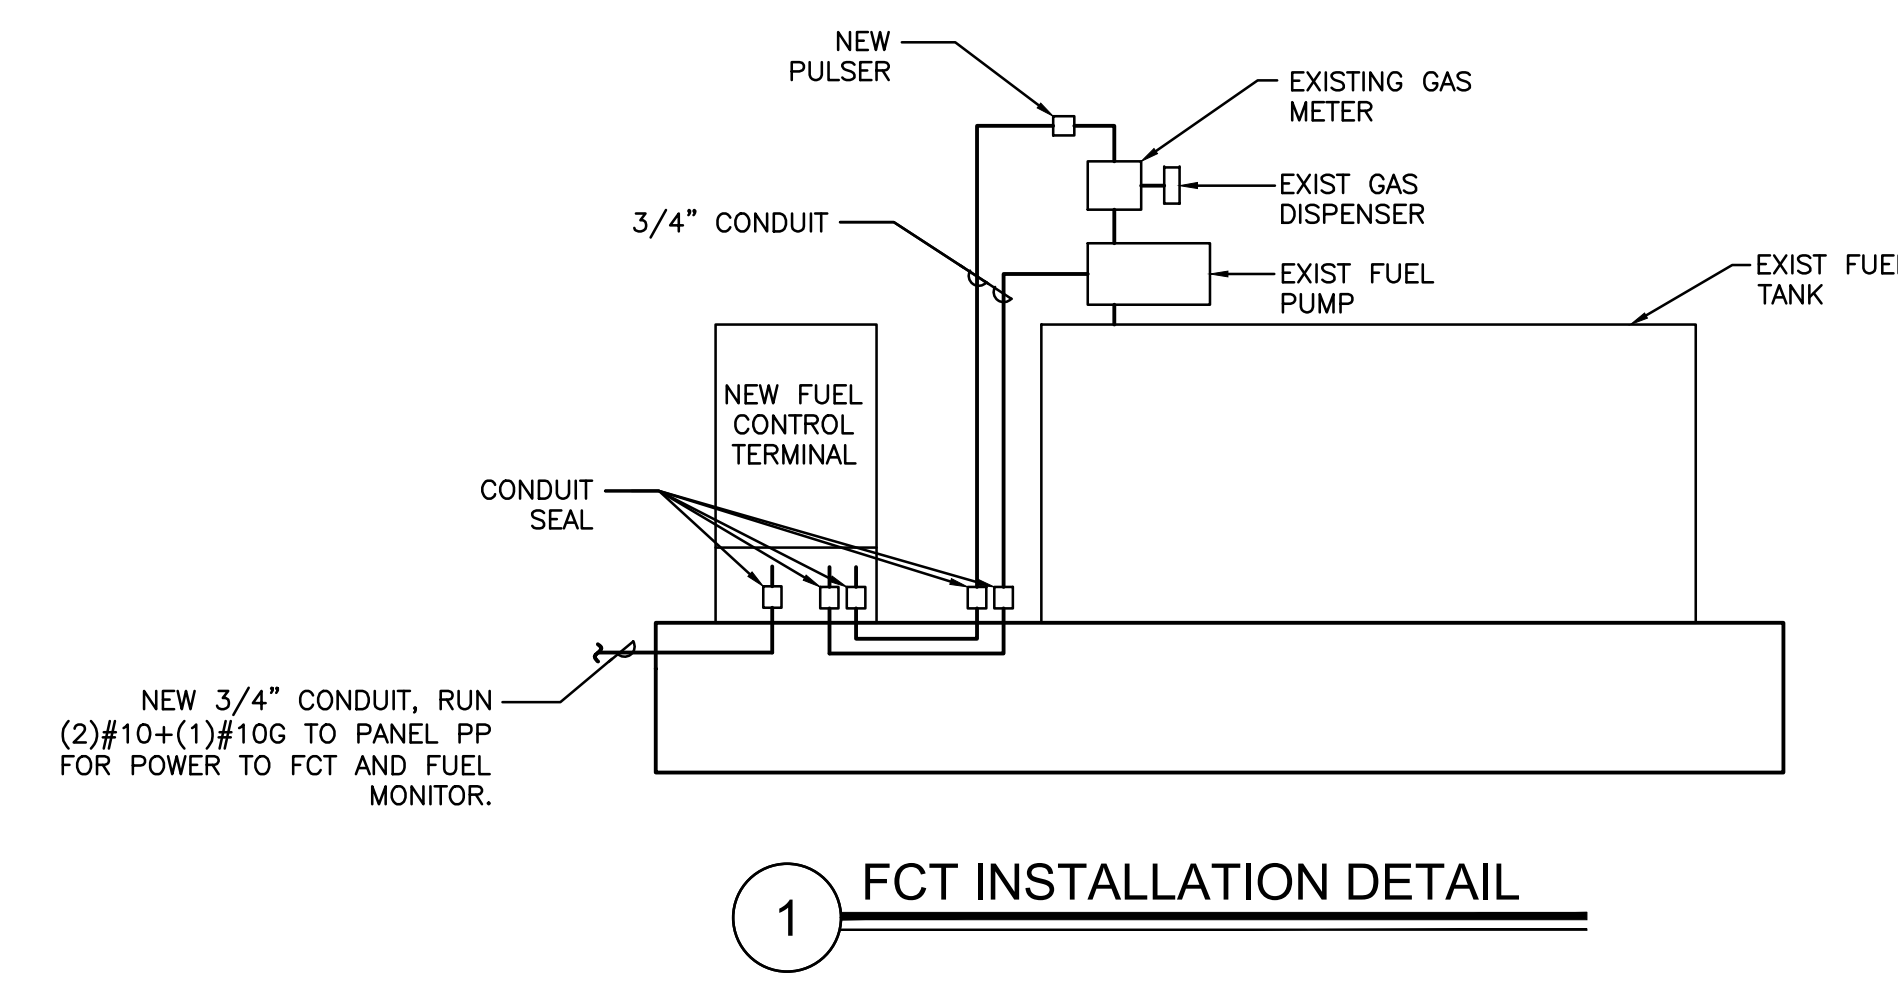 NEW
PULSER
EXISTING GAS
METER
EXIST GAS
DISPENSER
3/4" CONDUIT
EXIST FUEL
PUMP
EXIST FUEL
TANK
NEW FUEL
CONTROL
TERMINAL
CONDUIT
SEAL
NEW 3/4" CONDUIT, RUN
(2)#10+(1)#10G TO PANEL PP
FOR POWER TO FCT AND FUEL
MONITOR.
1
FCT INSTALLATION DETAIL